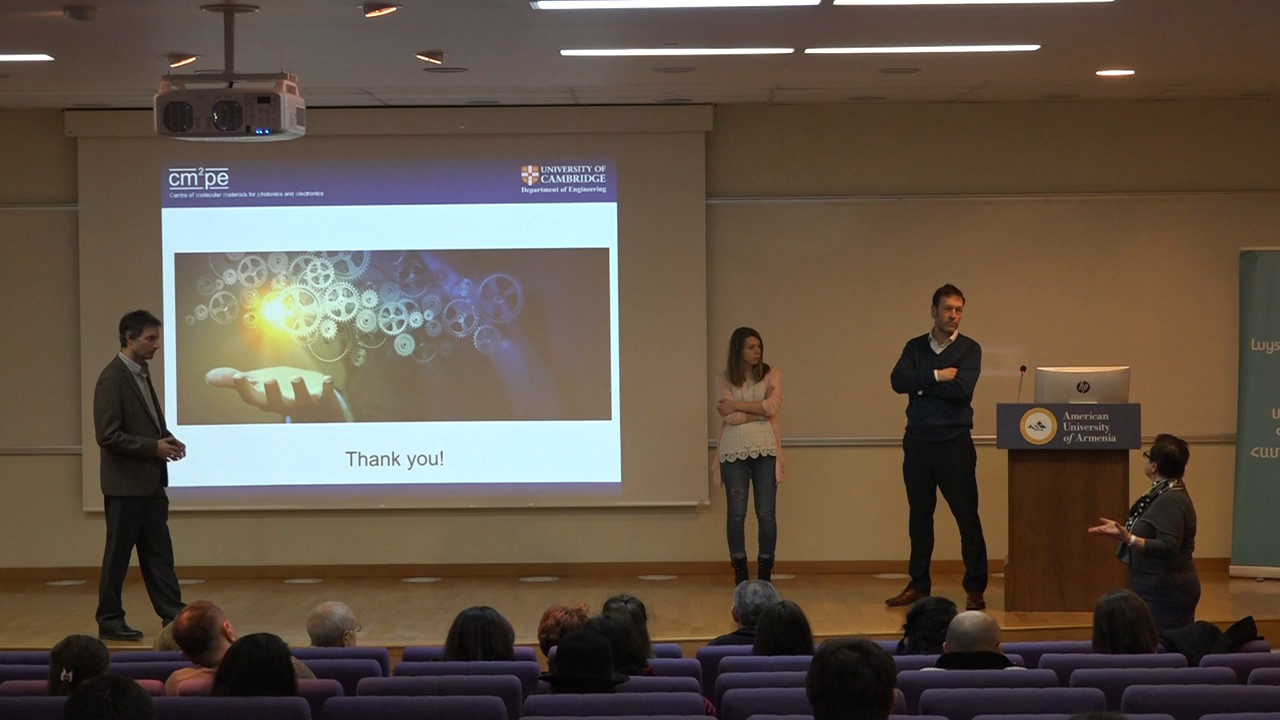 cm²pe
Centre of molecular materials for photonics and electronics
UNIVERSITY OF
CAMBRIDGE
Department of Engineering
Thank you!
hp
American
University
of Armenia
Luys